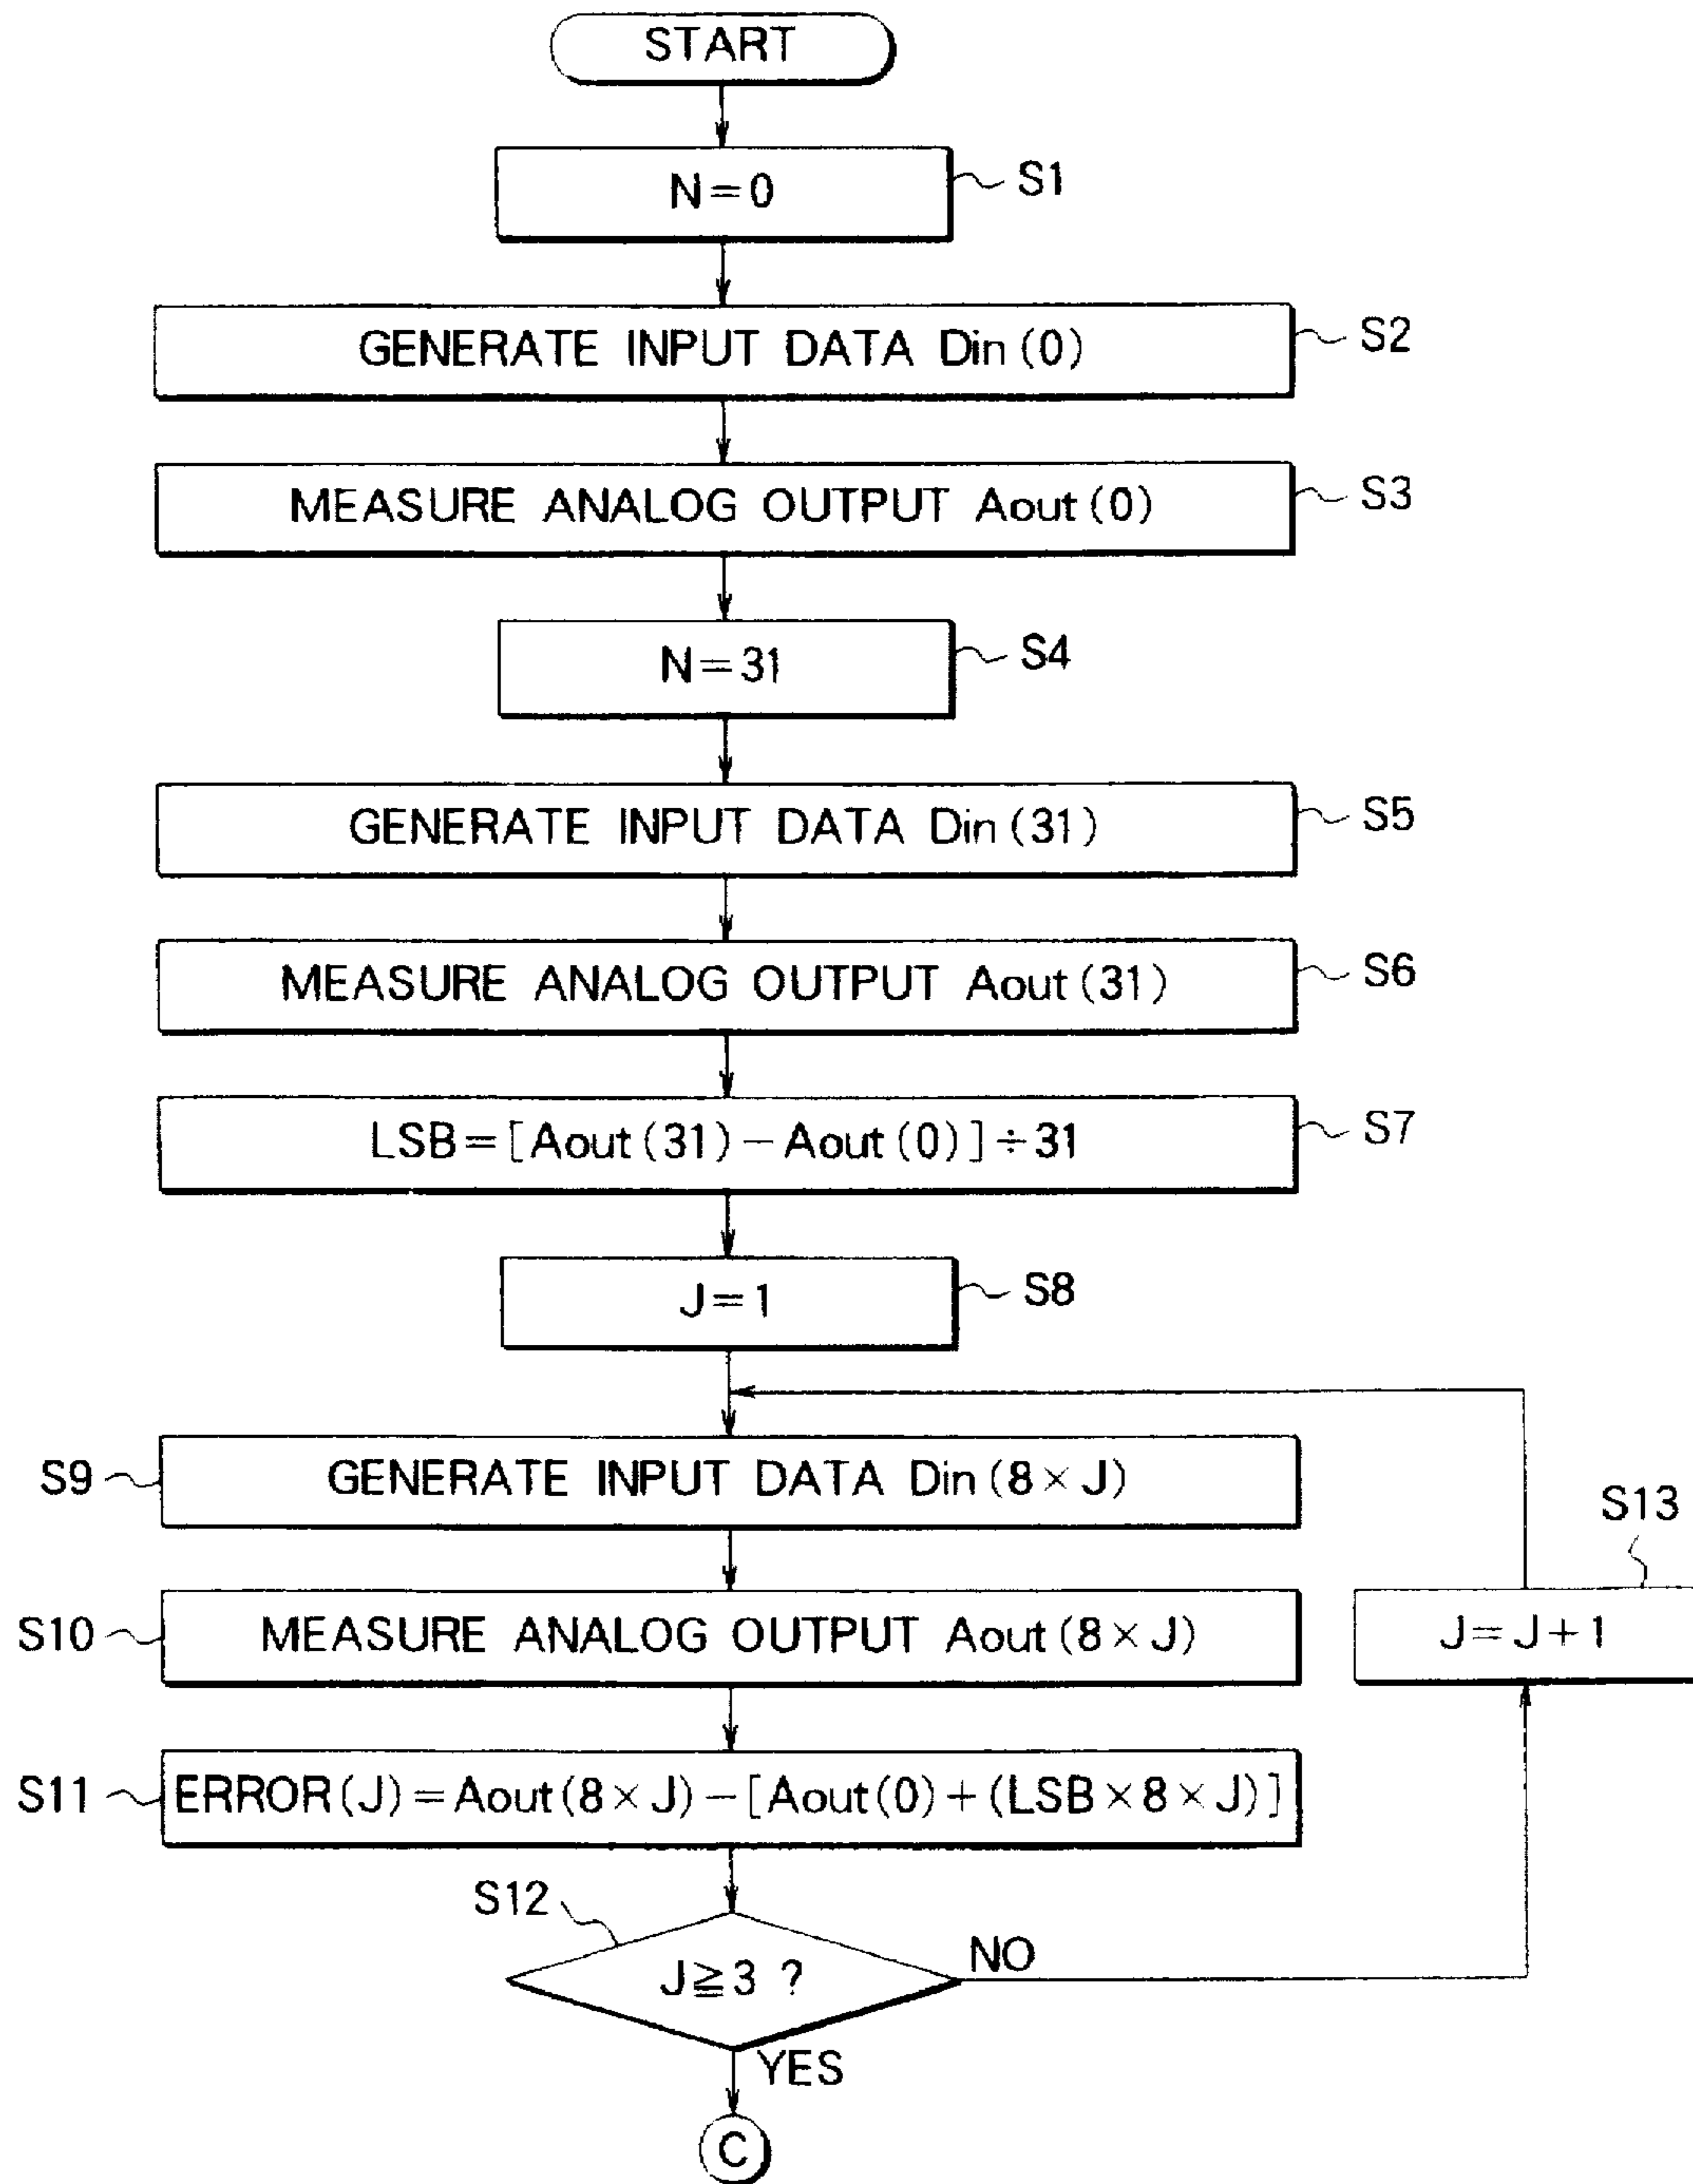 START
N=0
S1
GENERATE INPUT DATA Din(0)
S2
MEASURE ANALOG OUTPUT Aout(0)
S3
N=31
S4
GENERATE INPUT DATA Din(31)
S5
MEASURE ANALOG OUTPUT Aout(31)
S6
LSB=[Aout(31)-Aout(0)]÷31
S7
J=1
S8
S9
GENERATE INPUT DATA Din(8×J)
S13
S10
MEASURE ANALOG OUTPUT Aout(8×J)
J=J+1
S11
ERROR(J)=Aout(8×J)-[Aout(0)+(LSB×8×J)]
S12
J≧3 ?
NO
YES
C